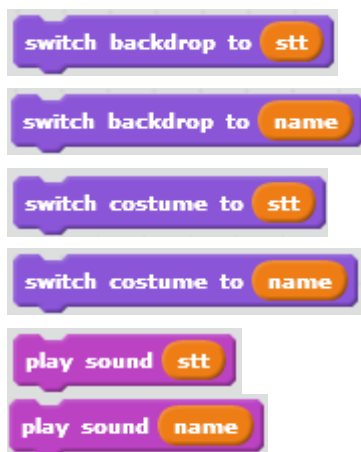 switch backdrop to stt
switch backdrop to name
switch costume to stt
switch costume to name
play sound stt
play sound name